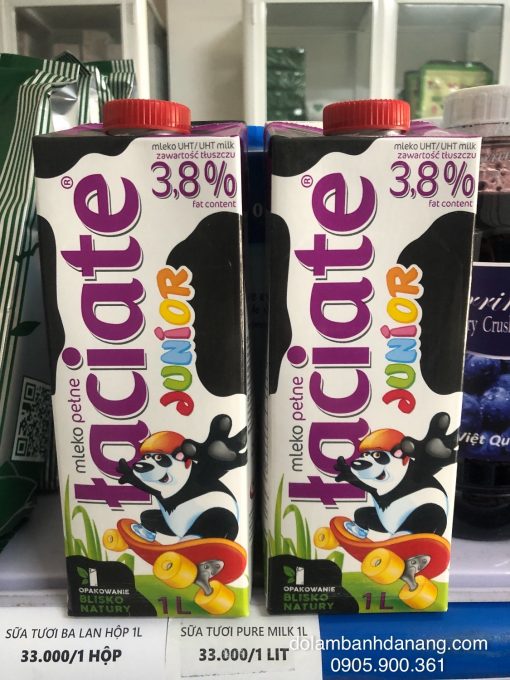 mleko UHT/UHT milk
zawartość tłuszczu
3,8%
fat content
mleko pełne
łaciate®
JUNIOR
OPAKOWANIE
BLISKO
NATURY
1L
mleko UHT/UHT milk
zawartość tłuszczu
3,8%
fat content
mleko pełne
łaciate®
JUNIOR
OPAKOWANIE
BLISKO
NATURY
1L
Việt Qu
SỮA TƯƠI BA LAN HỘP 1L
33.000/1 HỘP
SỮA TƯƠI PURE MILK 1L
33.000/1 LIT
dolambanhdanang.com
0905.900.361